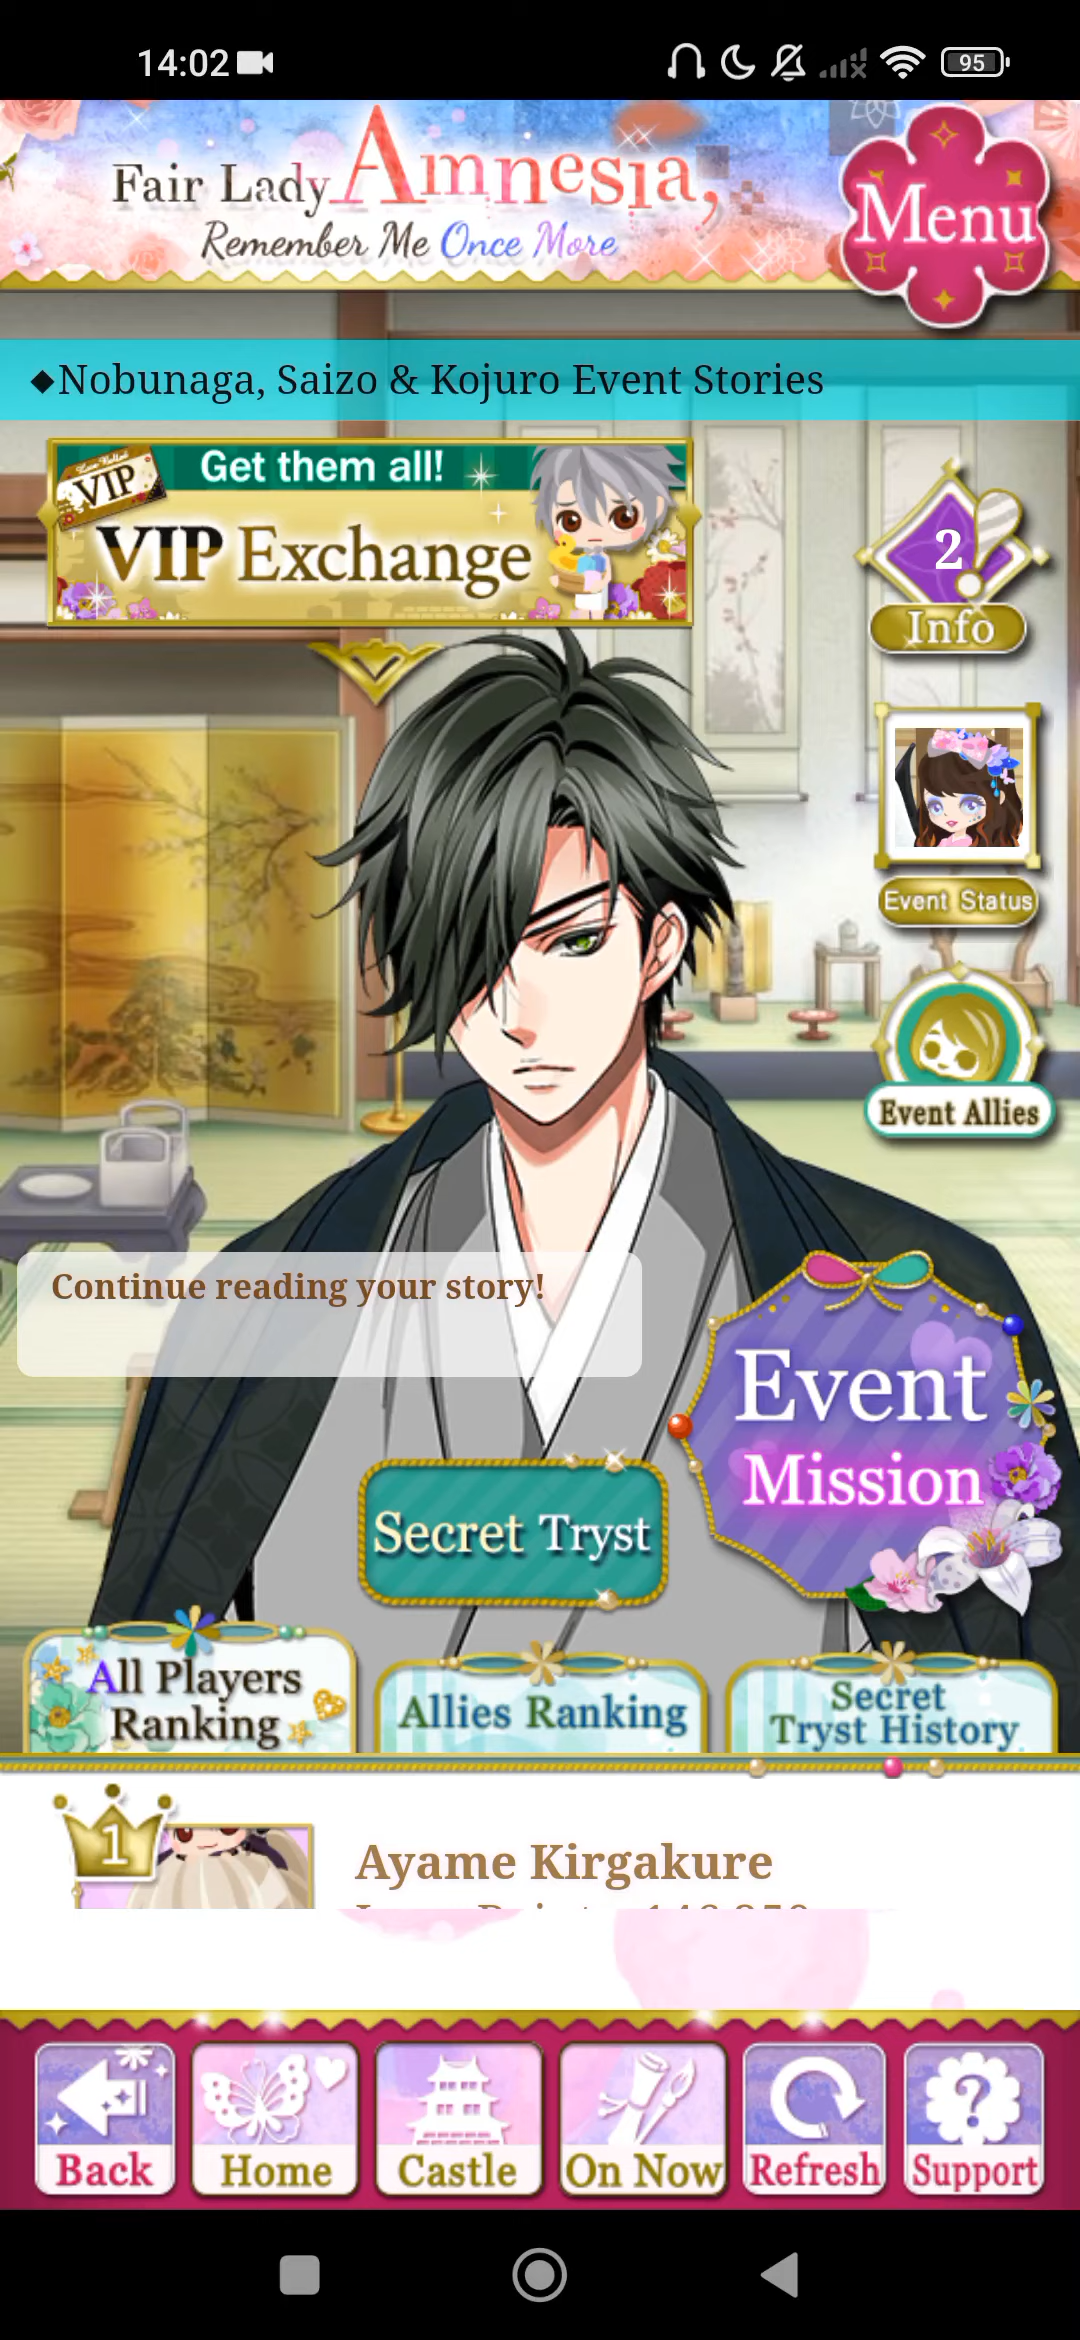 14:02
95
Fair Lady Amnesia,
Remember Me Once More
Menu
◆Nobunaga, Saizo & Kojuro Event Stories
VIP
Get them all!
VIP Exchange
2
Info
Event Status
Event Allies
Continue reading your story!
Event
Mission
Secret Tryst
All Players
Ranking
Allies Ranking
Secret
Tryst History
1
Ayame Kirgakure
Back
Home
Castle
On Now
Refresh
Support